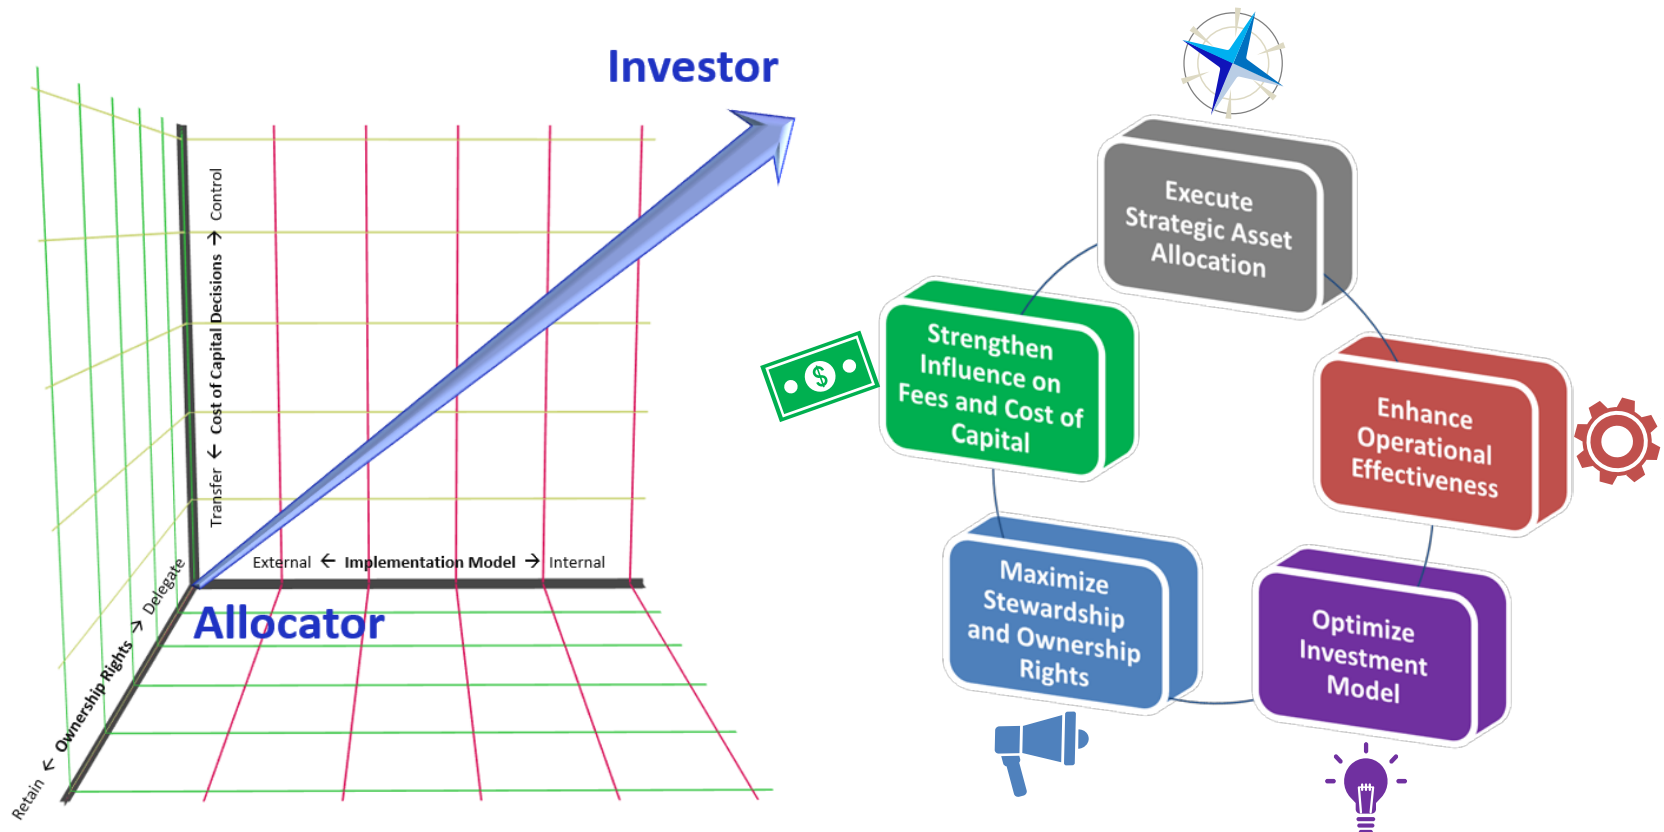 Investor
Transfer ← Cost of Capital Decisions → Control
External ← Implementation Model → Internal
Retain ← Ownership Rights → Delegate
Allocator
Execute
Strategic Asset
Allocation
Strengthen
Influence on
Fees and Cost of
Capital
$
Enhance
Operational
Effectiveness
Maximize
Stewardship
and Ownership
Rights
Optimize
Investment
Model